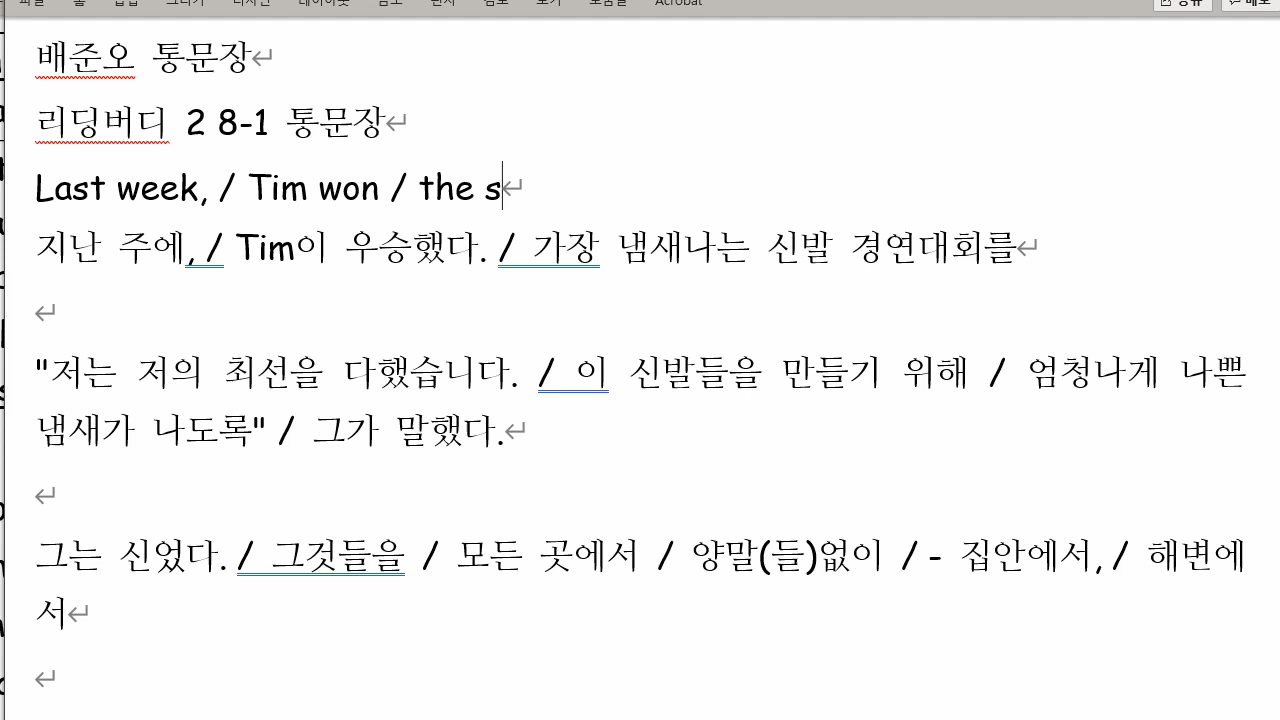 Acrobat
배준오 통문장
리딩버디 2 8-1 통문장
Last week, / Tim won / the s
지난 주에, / Tim이 우승했다. / 가장 냄새나는 신발 경연대회를
"저는 저의 최선을 다했습니다. / 이 신발들을 만들기 위해 / 엄청나게 나쁜
냄새가 나도록" / 그가 말했다.
그는 신었다. / 그것들을 / 모든 곳에서 / 양말(들)없이 / - 집안에서, / 해변에
서